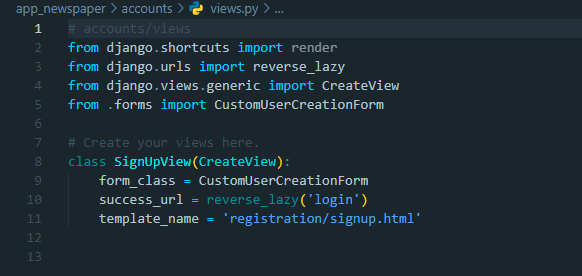 app_newspaper > accounts > views.py > ...
1 # accounts/views
2 from django.shortcuts import render
3 from django.urls import reverse_lazy
4 from django.views.generic import CreateView
5 from .forms import CustomUserCreationForm
6
7 # Create your views here.
8 class SignUpView(CreateView):
9     form_class = CustomUserCreationForm
10     success_url = reverse_lazy('login')
11     template_name = 'registration/signup.html'
12
13